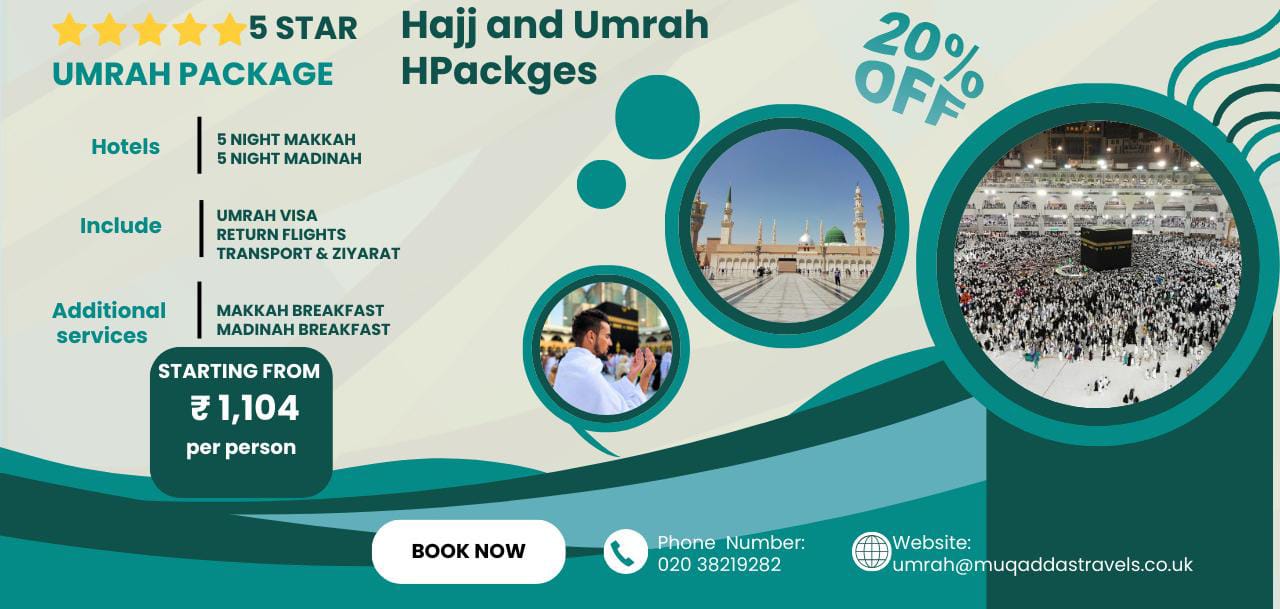 5 STAR
UMRAH PACKAGE
Hajj and Umrah
HPackges
20%
OFF
Hotels
5 NIGHT MAKKAH
5 NIGHT MADINAH
Include
UMRAH VISA
RETURN FLIGHTS
TRANSPORT & ZIYARAT
Additional
services
MAKKAH BREAKFAST
MADINAH BREAKFAST
STARTING FROM
₹ 1,104
per person
BOOK NOW
Phone Number:
020 38219282
Website:
umrah@muqaddastravels.co.uk